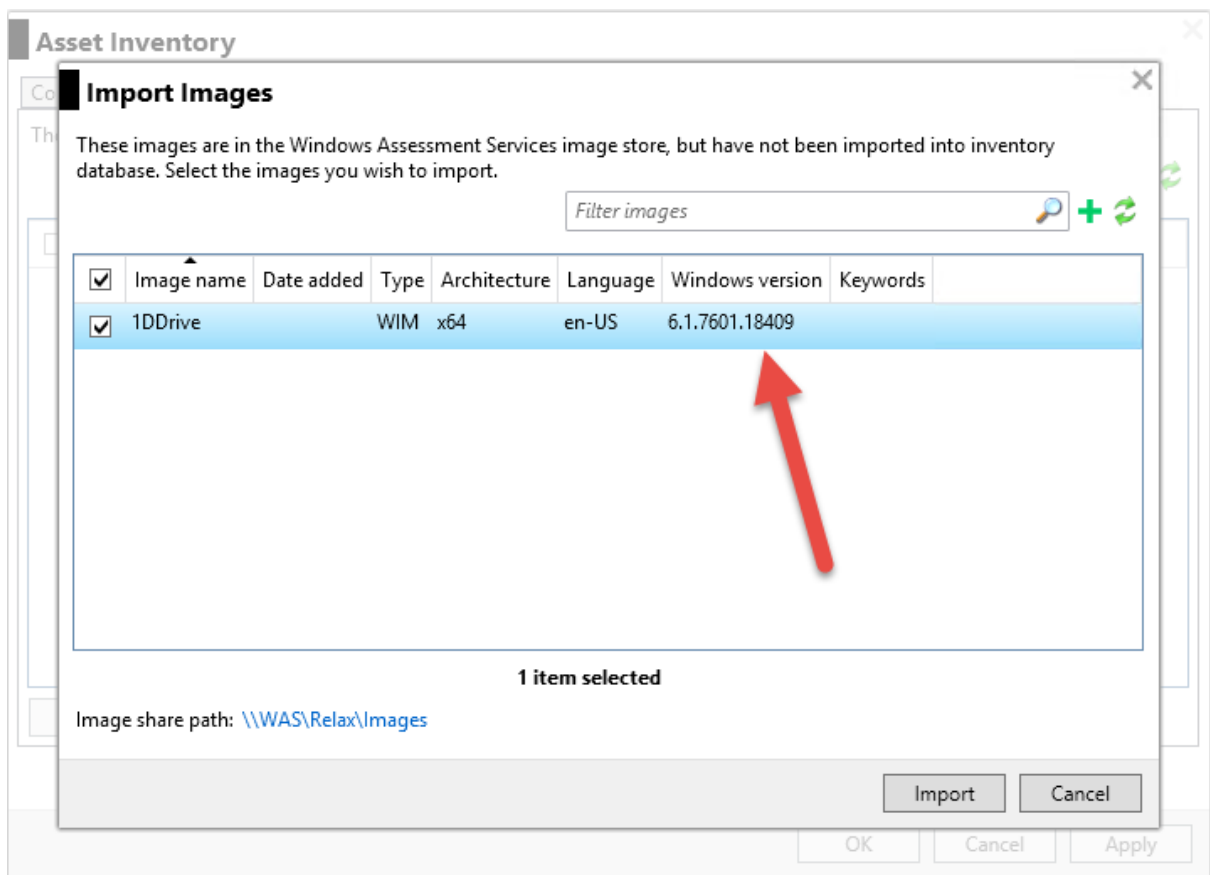 Asset Inventory
Co
Import Images
Th
These images are in the Windows Assessment Services image store, but have not been imported into inventory
database. Select the images you wish to import.
Filter images
Image name Date added Type Architecture Language Windows version Keywords
1DDrive WIM x64 en-US 6.1.7601.18409
1 item selected
Image share path: \\WAS\Relax\Images
Import Cancel
OK Cancel Apply